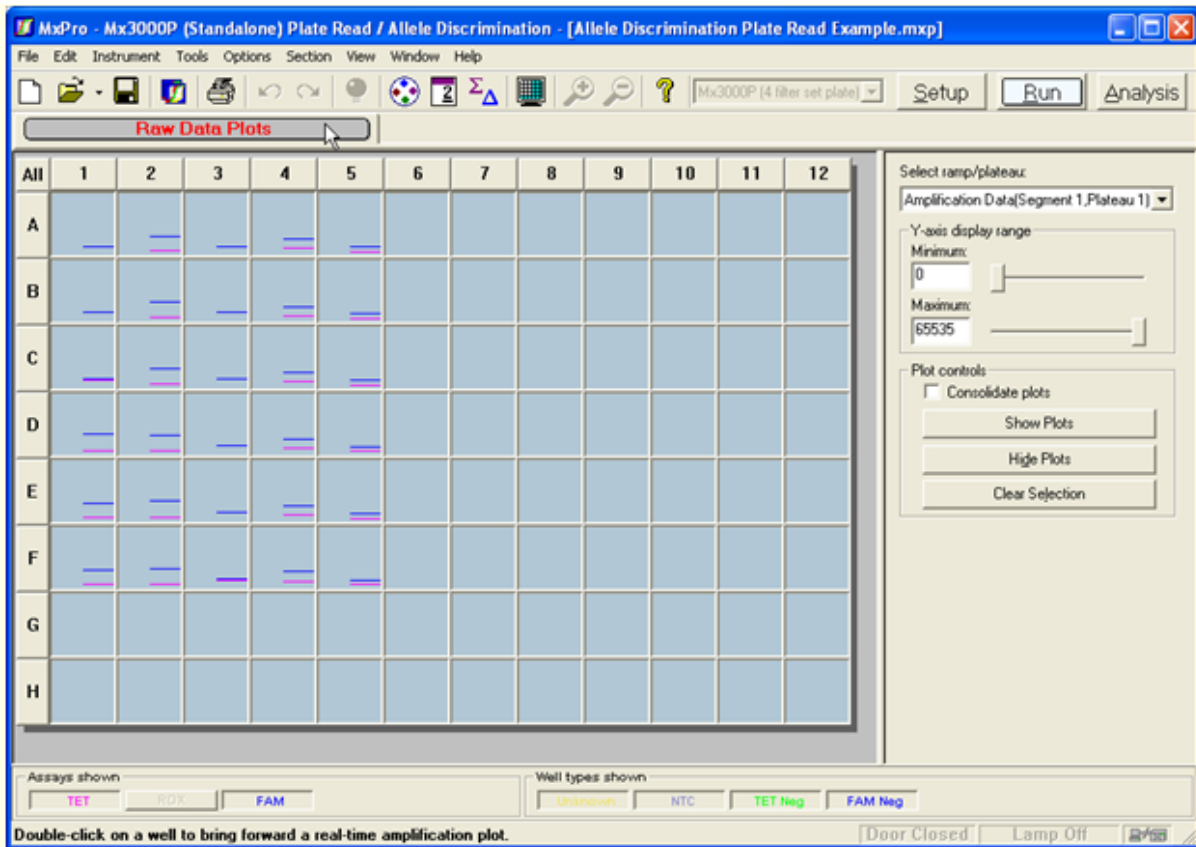 MxPro - Mx3000P (Standalone) Plate Read / Allele Discrimination - [Allele Discrimination Plate Read Example.mxp]
File Edit Instrument Tools Options Section View Window Help
Mx3000P (4 filter set plate) Setup Run Analysis
Raw Data Plots
All 1 2 3 4 5 6 7 8 9 10 11 12
A
B
C
D
E
F
G
H
Select ramp/plateau:
Amplification Data(Segment 1,Plateau 1)
Y-axis display range
Minimum:
0
Maximum:
65535
Plot controls
Consolidate plots
Show Plots
Hide Plots
Clear Selection
Assays shown
TET ROX FAM
Well types shown
Unknown NTC TET Neg FAM Neg
Double-click on a well to bring forward a real-time amplification plot.
Door Closed Lamp Off